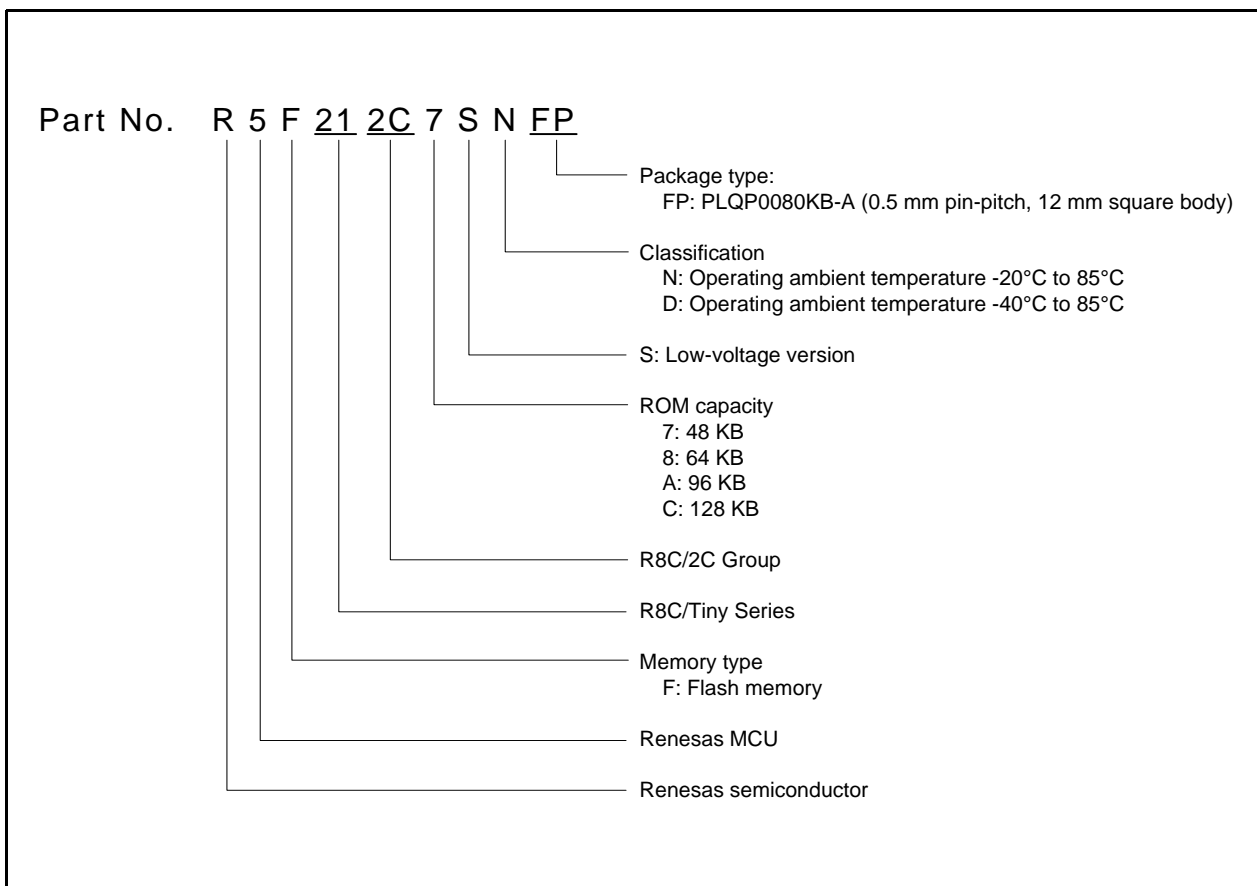 Part No. R 5 F 21 2C 7 S N FP
Package type:
FP: PLQP0080KB-A (0.5 mm pin-pitch, 12 mm square body)
Classification
N: Operating ambient temperature -20°C to 85°C
D: Operating ambient temperature -40°C to 85°C
S: Low-voltage version
ROM capacity
7: 48 KB
8: 64 KB
A: 96 KB
C: 128 KB
R8C/2C Group
R8C/Tiny Series
Memory type
F: Flash memory
Renesas MCU
Renesas semiconductor